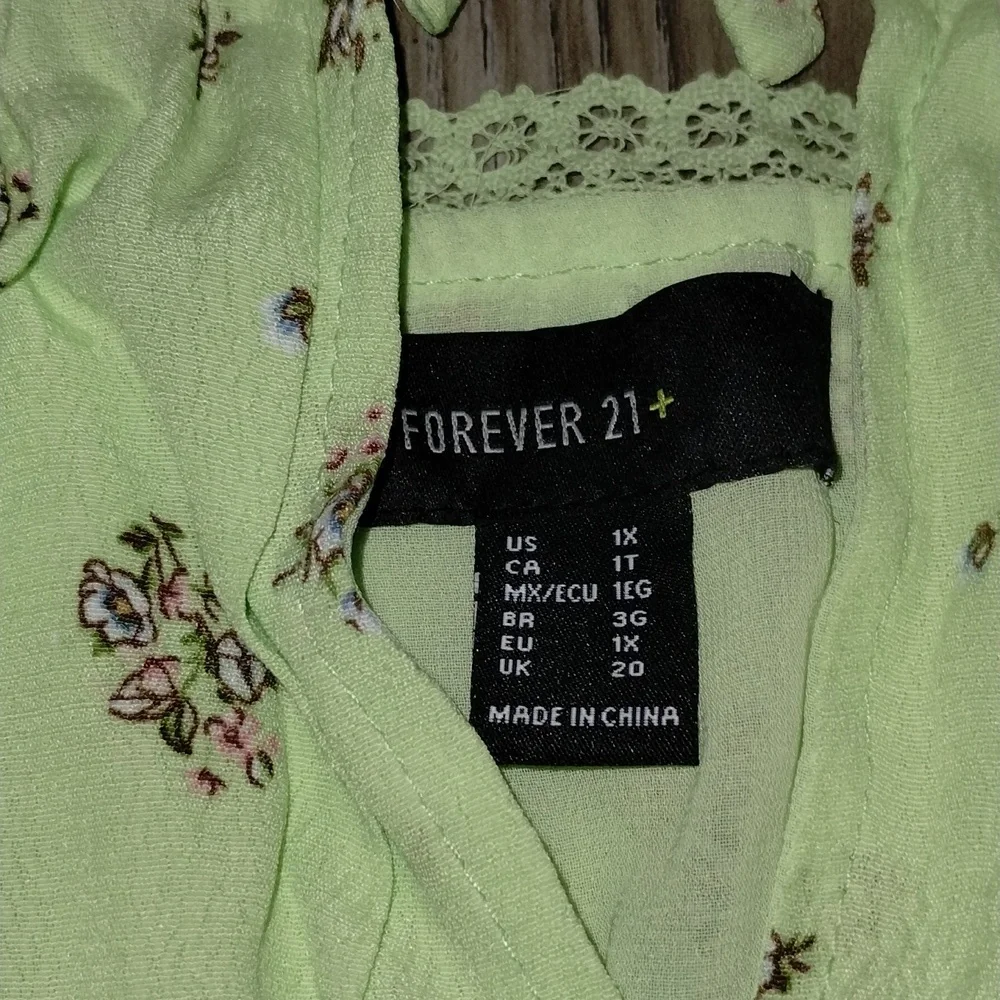 FOREVER 21+
US 1X
CA 1T
MX/ECU 1EG
BR 3G
EU 1X
UK 20
MADE IN CHINA